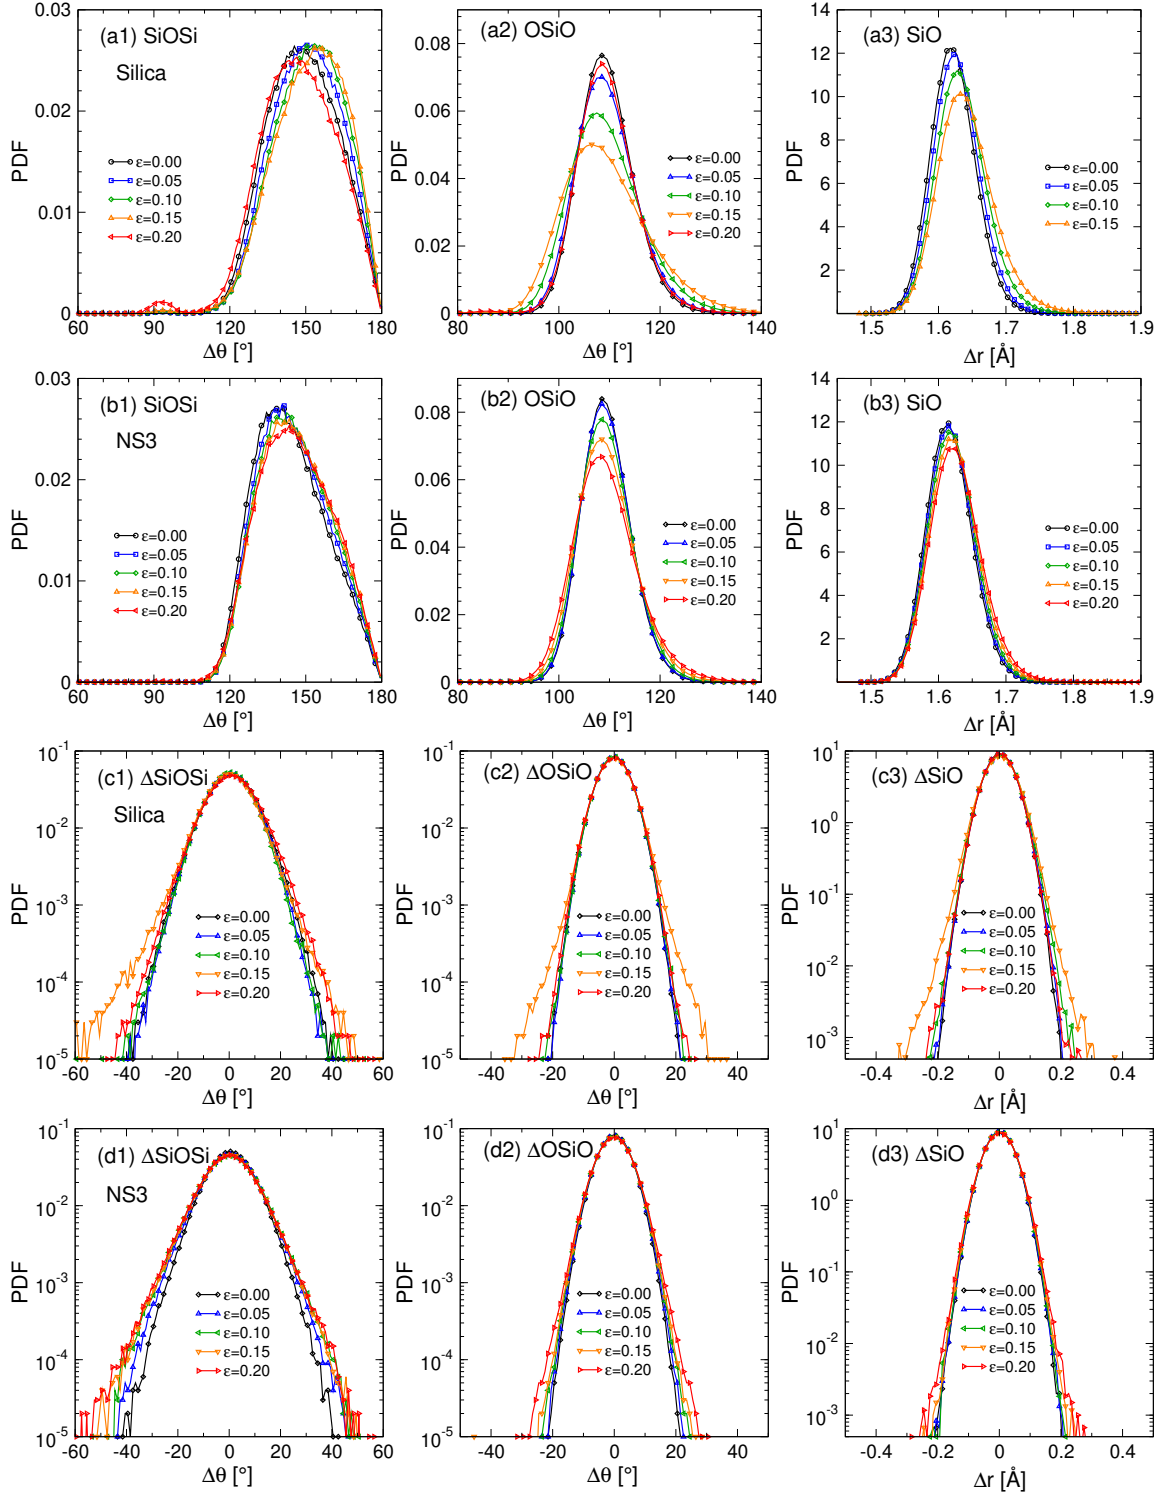 (a1) SiOSi
Silica
PDF
0.03
0.02
0.01
0
ε=0.00
ε=0.05
ε=0.10
ε=0.15
ε=0.20
60 90 120 150 180
Δθ [°]
(a2) OSiO
PDF
0.08
0.06
0.04
0.02
0
ε=0.00
ε=0.05
ε=0.10
ε=0.15
ε=0.20
80 100 120 140
Δθ [°]
(a3) SiO
PDF
14
12
10
8
6
4
2
ε=0.00
ε=0.05
ε=0.10
ε=0.15
1.5 1.6 1.7 1.8 1.9
Δr [Å]
(b1) SiOSi
NS3
PDF
0.03
0.02
0.01
0
ε=0.00
ε=0.05
ε=0.10
ε=0.15
ε=0.20
60 90 120 150 180
Δθ [°]
(b2) OSiO
PDF
0.08
0.06
0.04
0.02
0
ε=0.00
ε=0.05
ε=0.10
ε=0.15
ε=0.20
80 100 120 140
Δθ [°]
(b3) SiO
PDF
14
12
10
8
6
4
2
ε=0.00
ε=0.05
ε=0.10
ε=0.15
ε=0.20
1.5 1.6 1.7 1.8 1.9
Δr [Å]
(c1) ΔSiOSi
Silica
PDF
10-1
10-2
10-3
10-4
10-5
ε=0.00
ε=0.05
ε=0.10
ε=0.15
ε=0.20
-60 -40 -20 0 20 40 60
Δθ [°]
(c2) ΔOSiO
PDF
10-1
10-2
10-3
10-4
10-5
ε=0.00
ε=0.05
ε=0.10
ε=0.15
ε=0.20
-40 -20 0 20 40
Δθ [°]
(c3) ΔSiO
PDF
101
100
10-1
10-2
10-3
ε=0.00
ε=0.05
ε=0.10
ε=0.15
ε=0.20
-0.4 -0.2 0 0.2 0.4
Δr [Å]
(d1) ΔSiOSi
NS3
PDF
10-1
10-2
10-3
10-4
10-5
ε=0.00
ε=0.05
ε=0.10
ε=0.15
ε=0.20
-60 -40 -20 0 20 40 60
Δθ [°]
(d2) ΔOSiO
PDF
10-1
10-2
10-3
10-4
10-5
ε=0.00
ε=0.05
ε=0.10
ε=0.15
ε=0.20
-40 -20 0 20 40
Δθ [°]
(d3) ΔSiO
PDF
101
100
10-1
10-2
10-3
ε=0.00
ε=0.05
ε=0.10
ε=0.15
ε=0.20
-0.4 -0.2 0 0.2 0.4
Δr [Å]